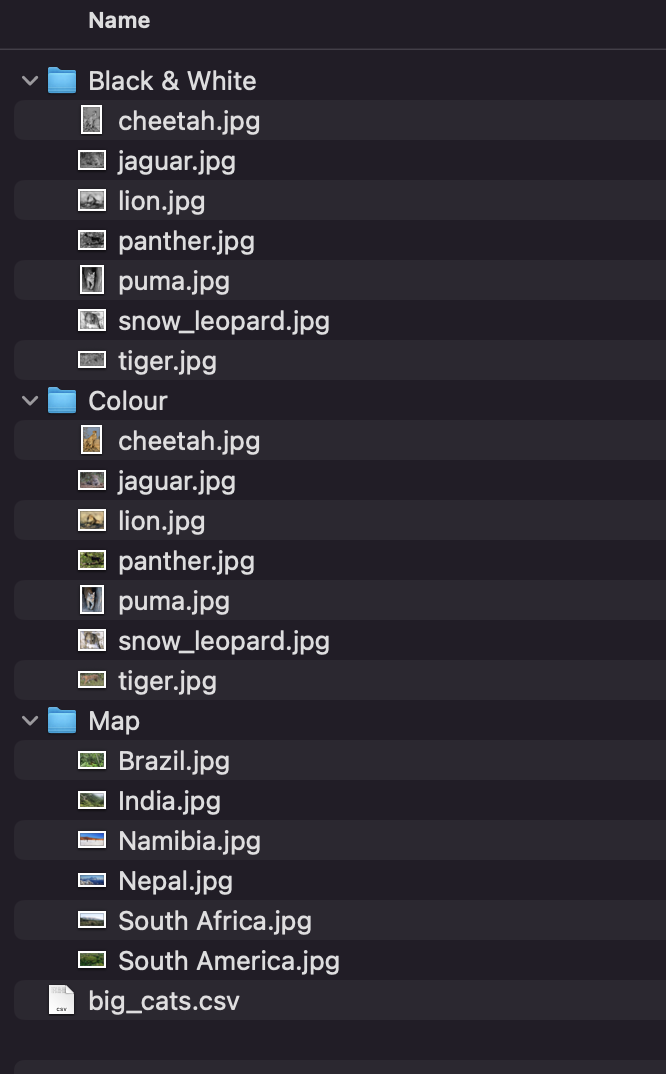 Name
Black & White
cheetah.jpg
jaguar.jpg
lion.jpg
panther.jpg
puma.jpg
snow_leopard.jpg
tiger.jpg
Colour
cheetah.jpg
jaguar.jpg
lion.jpg
panther.jpg
puma.jpg
snow_leopard.jpg
tiger.jpg
Map
Brazil.jpg
India.jpg
Namibia.jpg
Nepal.jpg
South Africa.jpg
South America.jpg
big_cats.csv
CSV